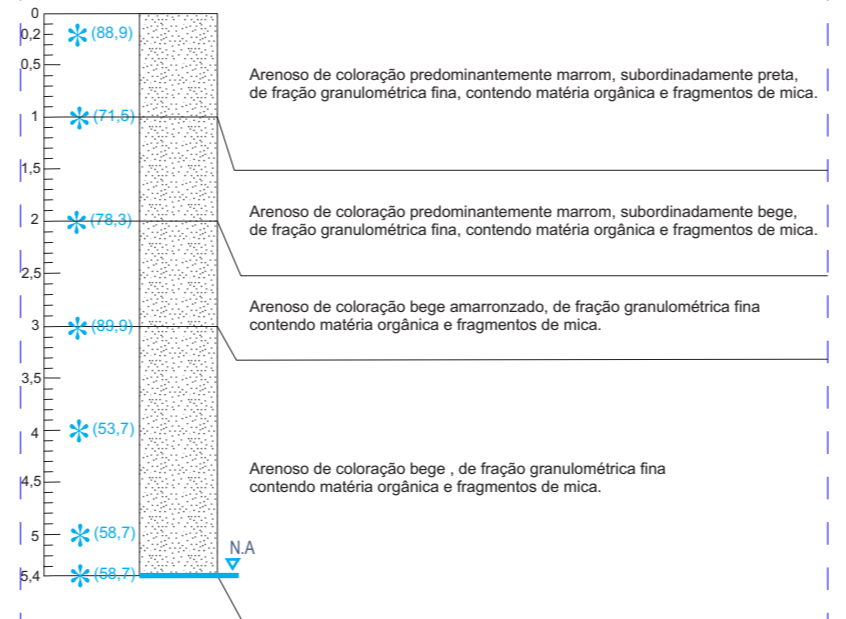 0
0,2
(88,9)
0,5
Arenoso de coloração predominantemente marrom, subordinadamente preta,
de fração granulométrica fina, contendo matéria orgânica e fragmentos de mica.
1
(71,5)
1,5
Arenoso de coloração predominantemente marrom, subordinadamente bege,
de fração granulométrica fina, contendo matéria orgânica e fragmentos de mica.
2
(78,3)
2,5
Arenoso de coloração bege amarronzado, de fração granulométrica fina
contendo matéria orgânica e fragmentos de mica.
3
(89,9)
3,5
4
(53,7)
Arenoso de coloração bege , de fração granulométrica fina
contendo matéria orgânica e fragmentos de mica.
4,5
5
(58,7)
N.A
5,4
(58,7)